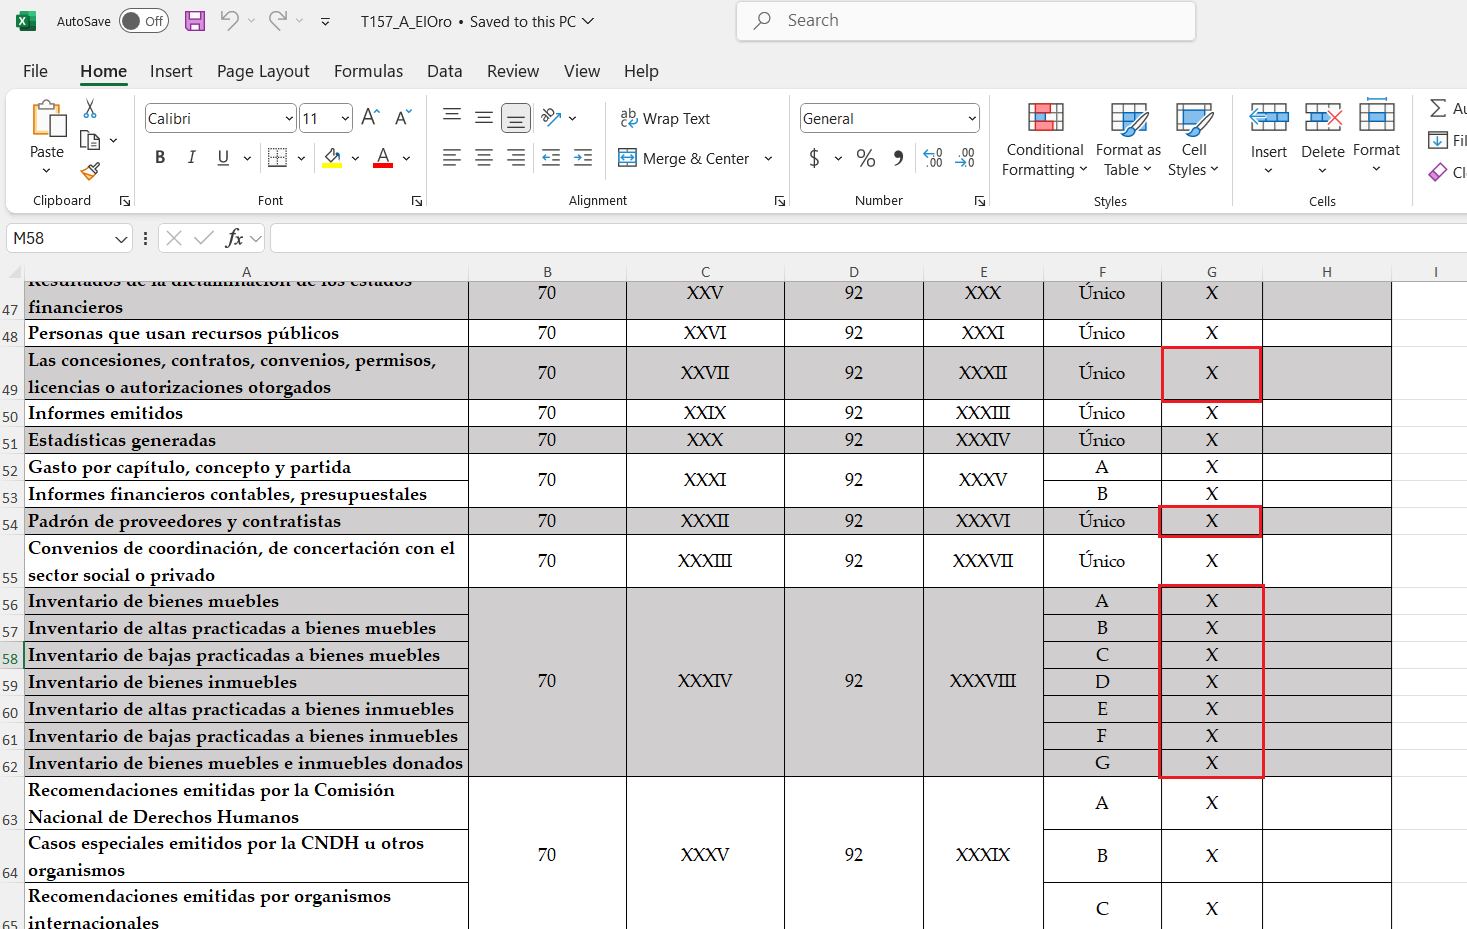 AutoSave Off T157_A_ElOro • Saved to this PC Search
File Home Insert Page Layout Formulas Data Review View Help
Paste
Clipboard
Calibri 11
B I U
Font
Wrap Text
Merge & Center
Alignment
General
$ % 9 .00 .00
Number
Conditional Formatting
Format as Table
Cell Styles
Styles
Insert Delete Format
Cells
M58 fx
A B C D E F G H I
47 Resultados de la dictaminación de los estados
financieros 70 XXV 92 XXX Único X
48 Personas que usan recursos públicos 70 XXVI 92 XXXI Único X
49 Las concesiones, contratos, convenios, permisos,
licencias o autorizaciones otorgados 70 XXVII 92 XXXII Único X
50 Informes emitidos 70 XXIX 92 XXXIII Único X
51 Estadísticas generadas 70 XXX 92 XXXIV Único X
52 Gasto por capítulo, concepto y partida 70 XXXI 92 XXXV A X
53 Informes financieros contables, presupuestales B X
54 Padrón de proveedores y contratistas 70 XXXII 92 XXXVI Único X
55 Convenios de coordinación, de concertación con el
sector social o privado 70 XXXIII 92 XXXVII Único X
56 Inventario de bienes muebles A X
57 Inventario de altas practicadas a bienes muebles B X
58 Inventario de bajas practicadas a bienes muebles C X
59 Inventario de bienes inmuebles 70 XXXIV 92 XXXVIII D X
60 Inventario de altas practicadas a bienes inmuebles E X
61 Inventario de bajas practicadas a bienes inmuebles F X
62 Inventario de bienes muebles e inmuebles donados G X
63 Recomendaciones emitidas por la Comisión
Nacional de Derechos Humanos A X
64 Casos especiales emitidos por la CNDH u otros
organismos 70 XXXV 92 XXXIX B X
65 Recomendaciones emitidas por organismos
internacionales C X